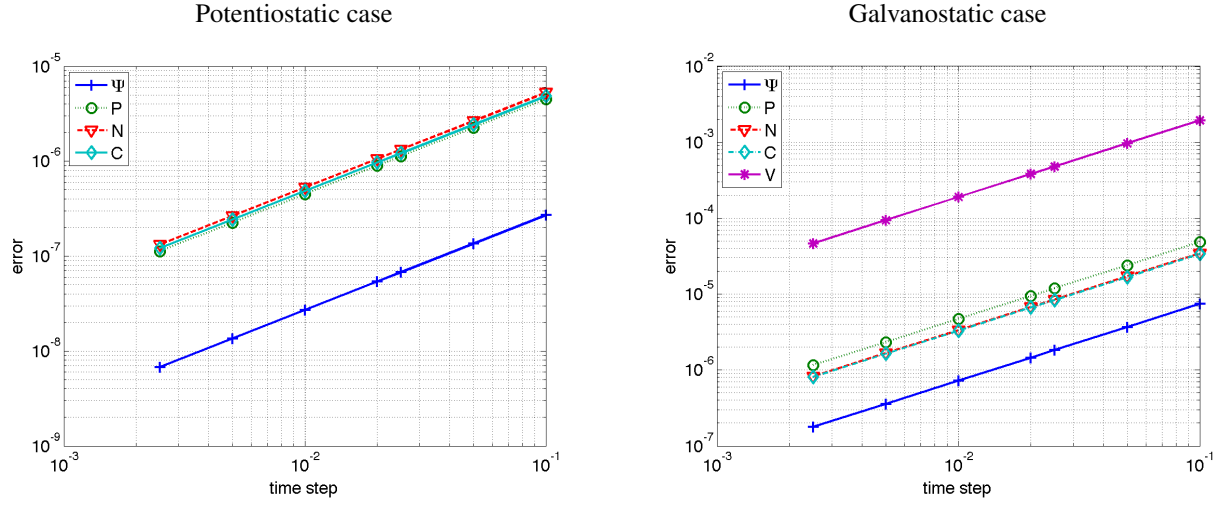 Potentiostatic case
10^-5
10^-6
10^-7
10^-8
10^-9
error
10^-3
10^-2
10^-1
time step
Ψ
P
N
C
Galvanostatic case
10^-2
10^-3
10^-4
10^-5
10^-6
10^-7
error
10^-3
10^-2
10^-1
time step
Ψ
P
N
C
V